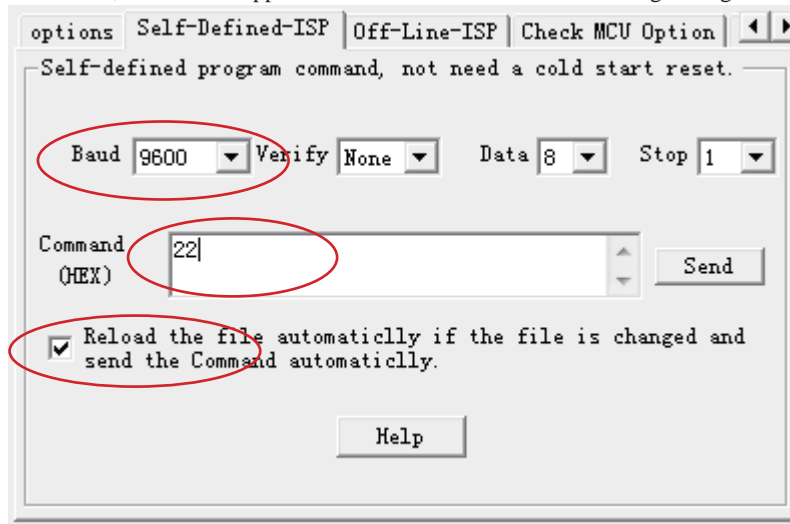 options Self-Defined-ISP Off-Line-ISP Check MCU Option
Self-defined program command, not need a cold start reset.
Baud 9600 Verify None Data 8 Stop 1
Command
(HEX)
22
Send
Reload the file automaticlly if the file is changed and
send the Command automaticlly.
Help